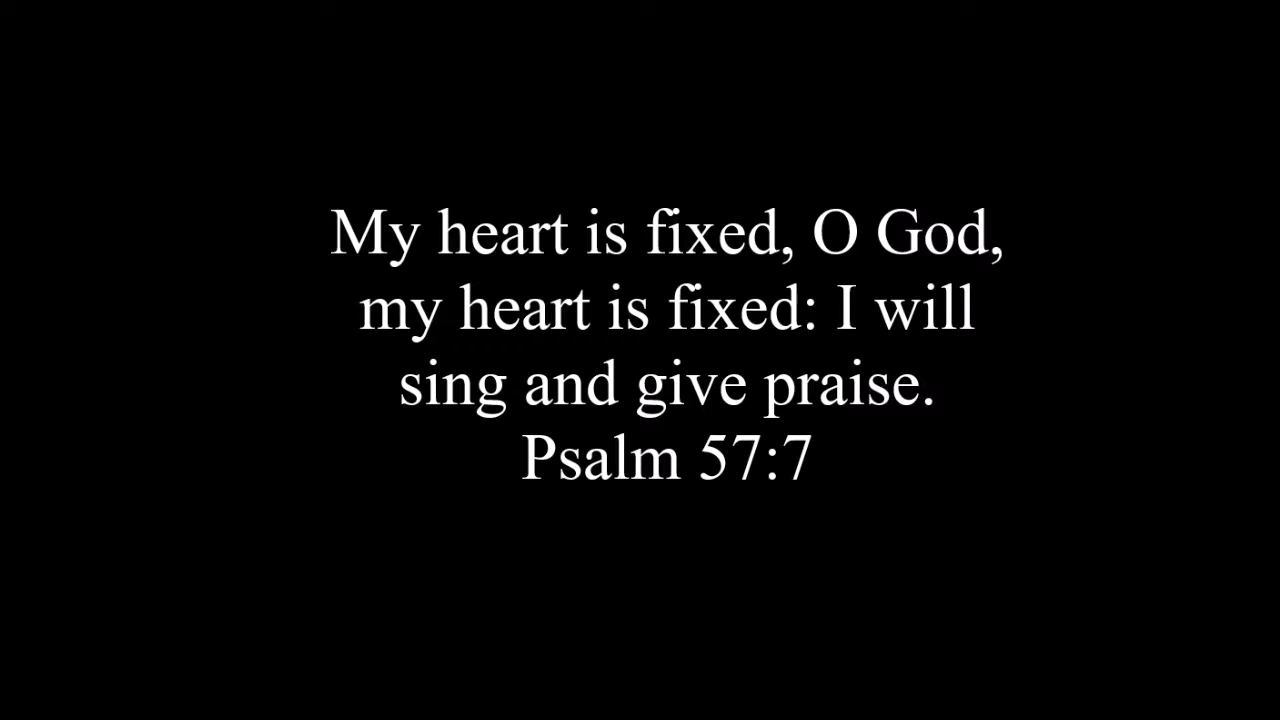 My heart is fixed, O God,
my heart is fixed: I will
sing and give praise.
Psalm 57:7